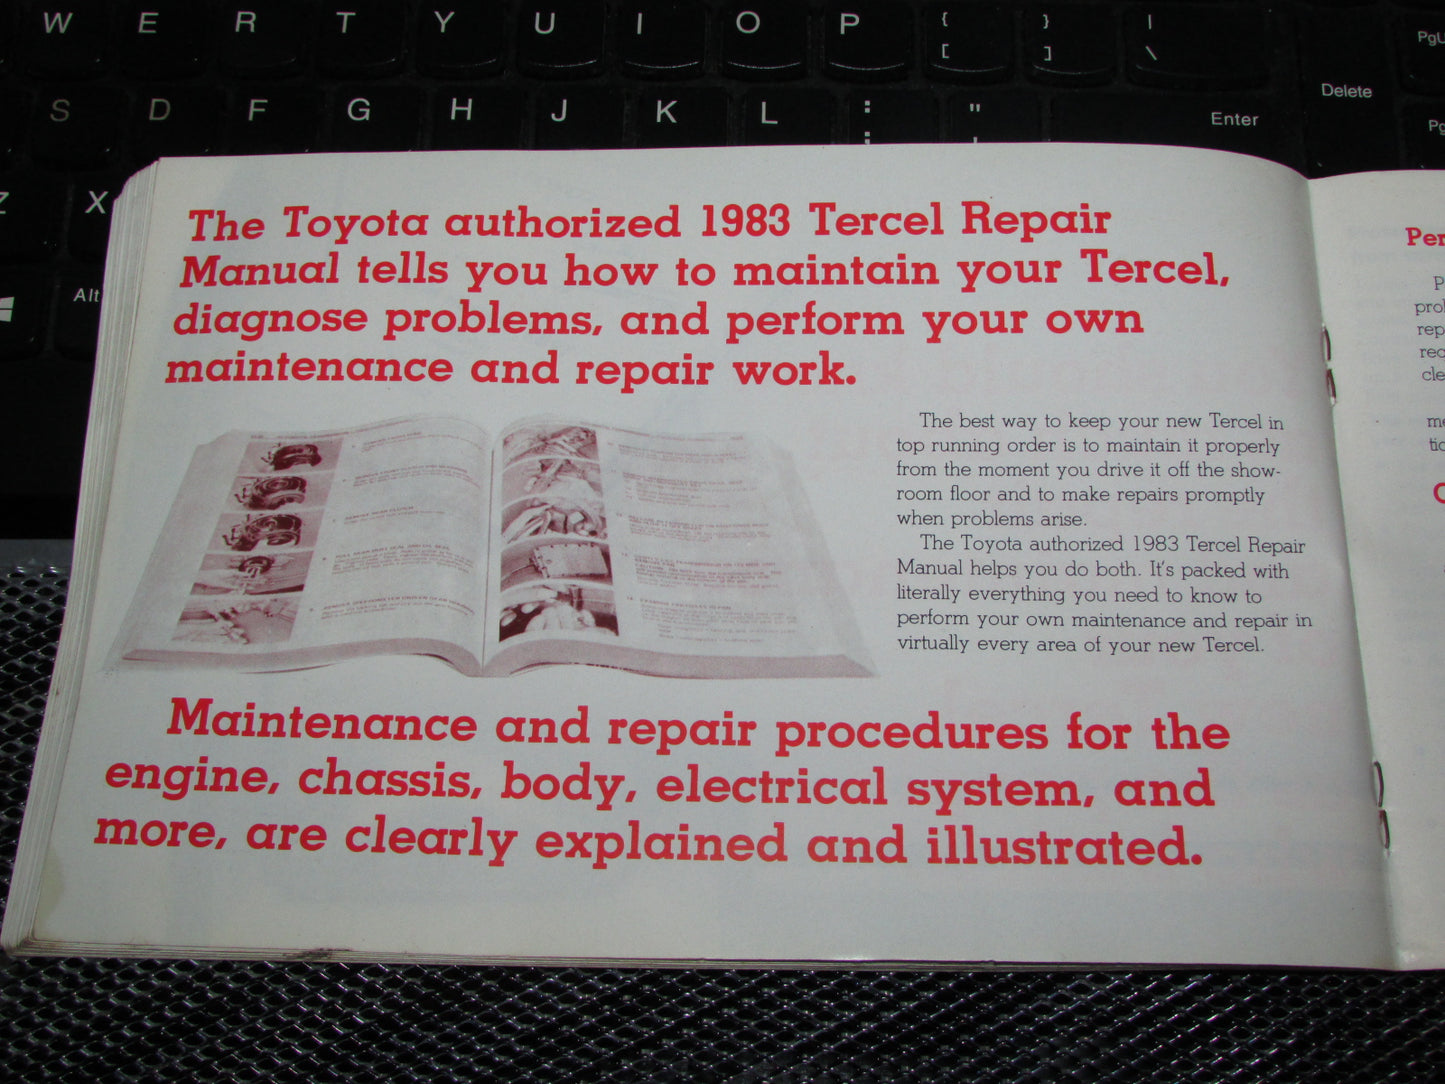 W E R T Y U I O P { [ } ] | \ PgU
S D F G H J K L : ; " ' Enter Delete
Z X Alt
The Toyota authorized 1983 Tercel Repair
Manual tells you how to maintain your Tercel,
diagnose problems, and perform your own
maintenance and repair work.
The best way to keep your new Tercel in
top running order is to maintain it properly
from the moment you drive it off the show-
room floor and to make repairs promptly
when problems arise.
The Toyota authorized 1983 Tercel Repair
Manual helps you do both. It's packed with
literally everything you need to know to
perform your own maintenance and repair in
virtually every area of your new Tercel.
Maintenance and repair procedures for the
engine, chassis, body, electrical system, and
more, are clearly explained and illustrated.